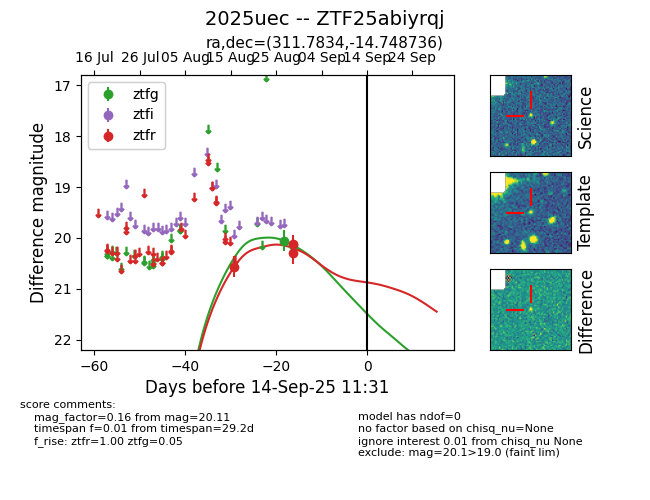 2025uec -- ZTF25abiyrqj
ra,dec=(311.7834,-14.748736)
16 Jul 26 Jul 05 Aug 15 Aug 25 Aug 04 Sep 14 Sep 24 Sep
ztfg
ztfi
ztfr
17
18
19
20
21
22
Difference magnitude
−60 −40 −20 0
Days before 14-Sep-25 11:31
Science
Template
Difference
score comments:
mag_factor=0.16 from mag=20.11
timespan f=0.01 from timespan=29.2d
f_rise: ztfr=1.00 ztfg=0.05
model has ndof=0
no factor based on chisq_nu=None
ignore interest 0.01 from chisq_nu None
exclude: mag=20.1>19.0 (faint lim)